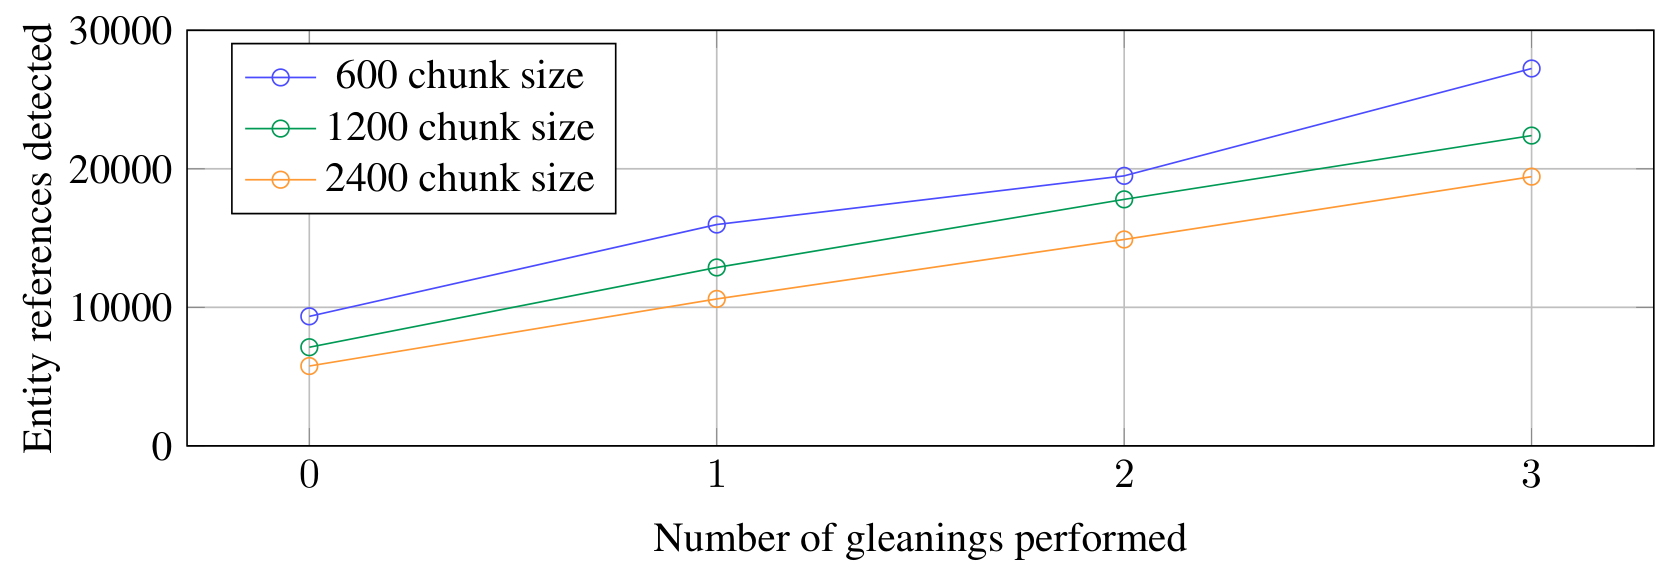 Entity references detected
30000
20000
10000
0
600 chunk size
1200 chunk size
2400 chunk size
0 1 2 3
Number of gleanings performed